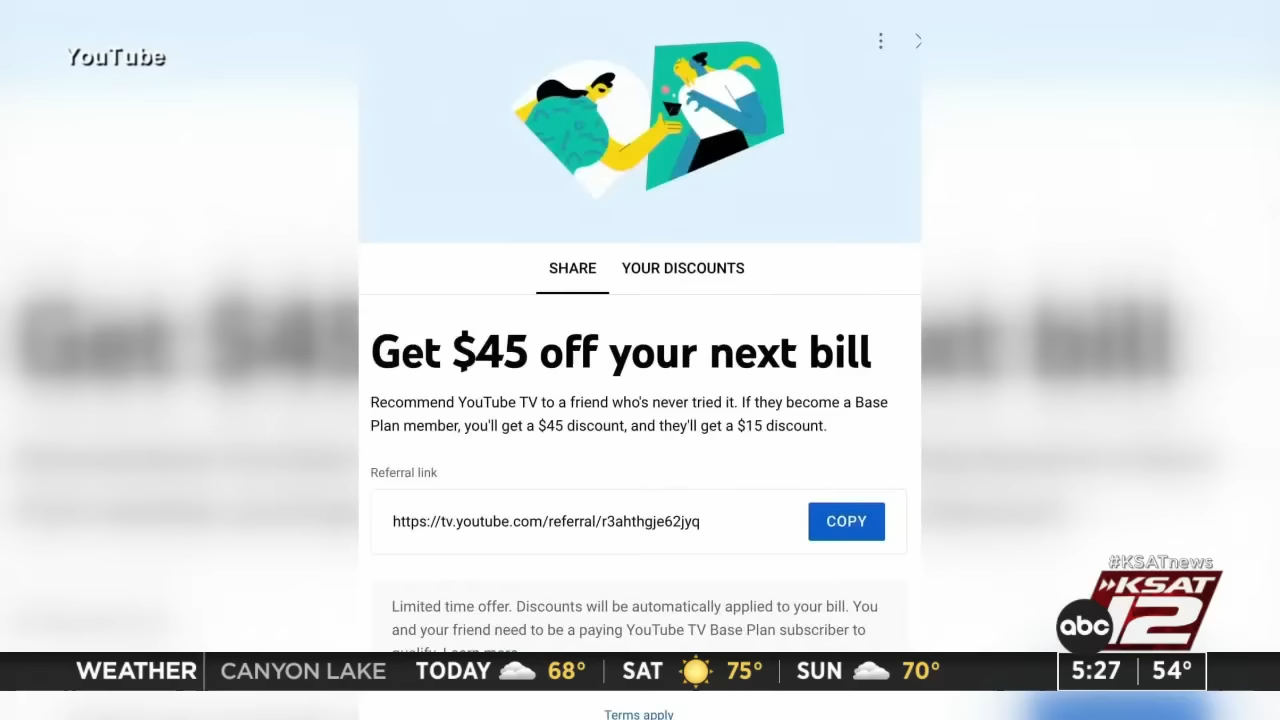 YouTube
SHARE YOUR DISCOUNTS
Get $45 off your next bill
Recommend YouTube TV to a friend who's never tried it. If they become a Base
Plan member, you'll get a $45 discount, and they'll get a $15 discount.
Referral link
https://tv.youtube.com/referral/r3ahthgje62jyq
COPY
Limited time offer. Discounts will be automatically applied to your bill. You
and your friend need to be a paying YouTube TV Base Plan subscriber to
qualify. Learn more
#KSATnews
KSAT
abc 12
WEATHER CANYON LAKE TODAY 68° SAT 75° SUN 70° 5:27 54°
Terms apply